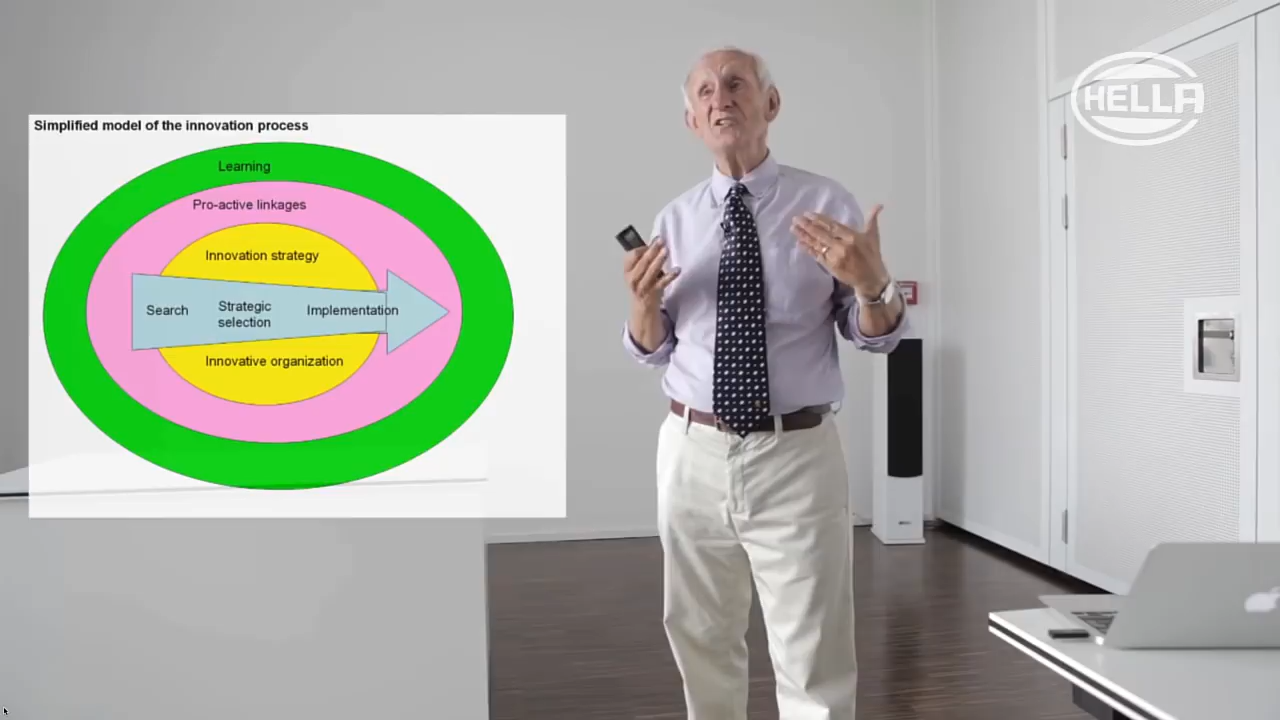 HELLA
Simplified model of the innovation process
Learning
Pro-active linkages
Innovation strategy
Search
Strategic
selection
Implementation
Innovative organization